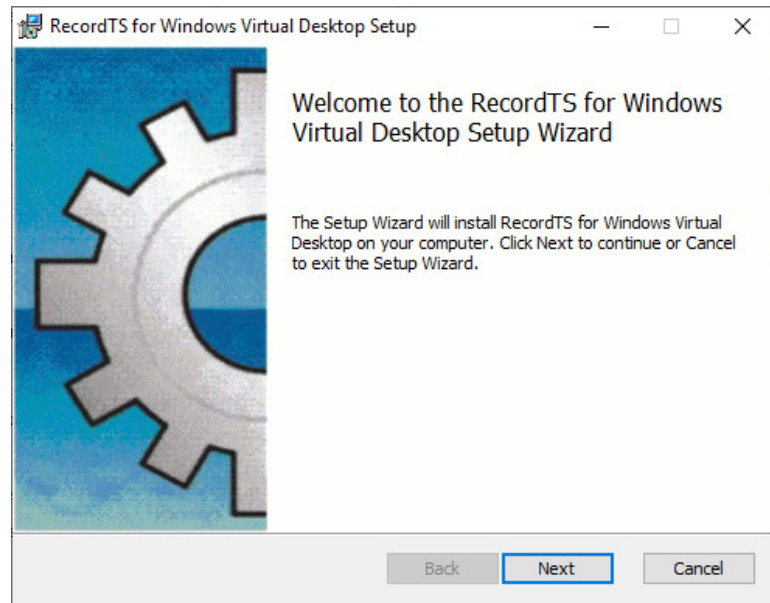 RecordTS for Windows Virtual Desktop Setup
Welcome to the RecordTS for Windows
Virtual Desktop Setup Wizard
The Setup Wizard will install RecordTS for Windows Virtual
Desktop on your computer. Click Next to continue or Cancel
to exit the Setup Wizard.
Back Next Cancel